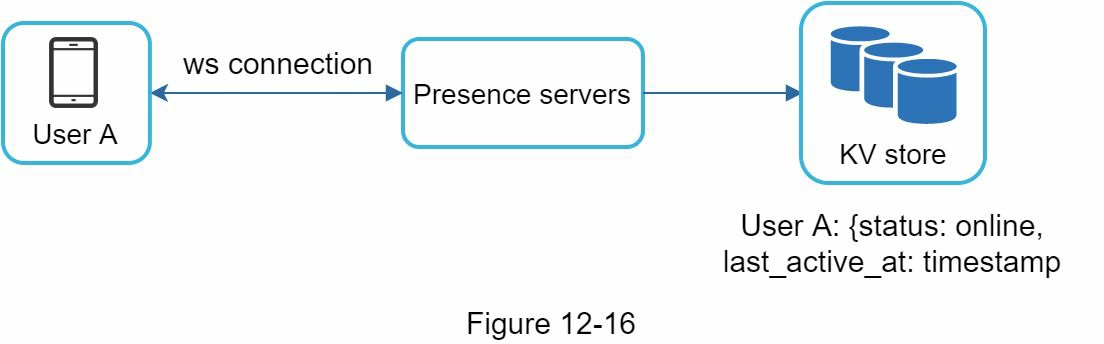 ws connection
User A
Presence servers
KV store
User A: {status: online,
last_active_at: timestamp
Figure 12-16